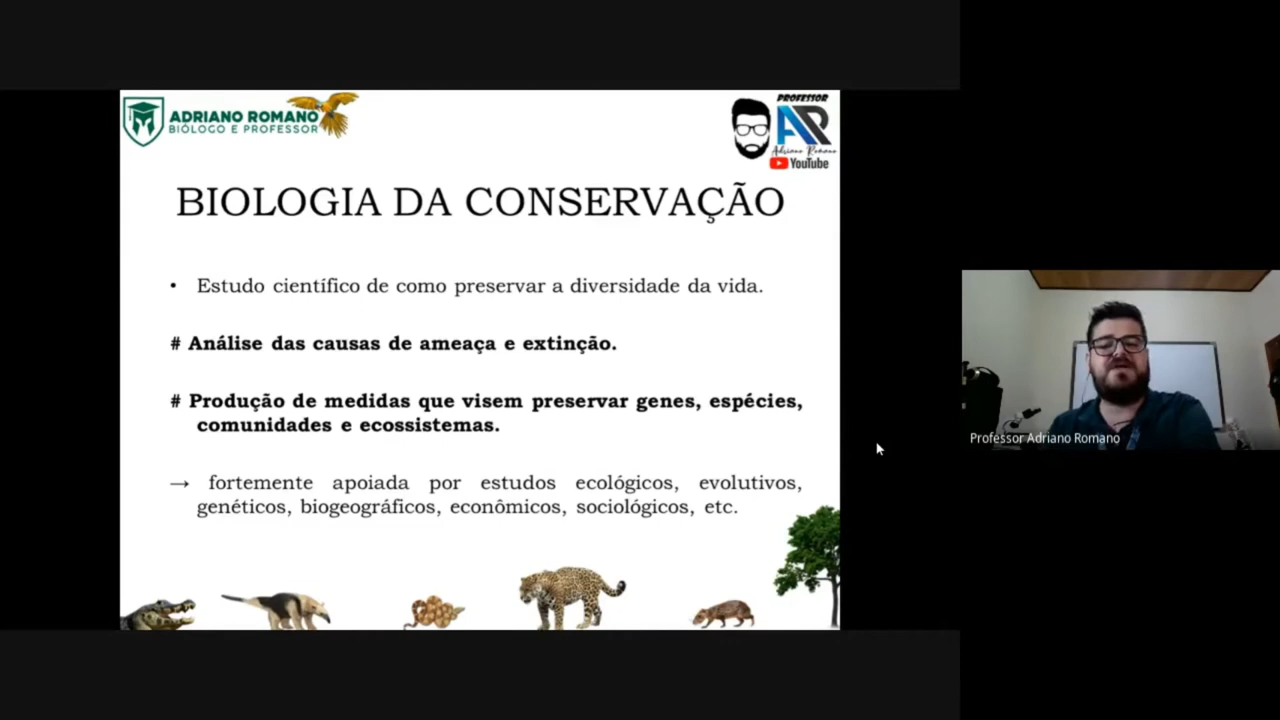 ADRIANO ROMANO
BIÓLOGO E PROFESSOR
PROFESSOR
AR
Adriano Romano
YouTube
BIOLOGIA DA CONSERVAÇÃO
• Estudo científico de como preservar a diversidade da vida.
# Análise das causas de ameaça e extinção.
# Produção de medidas que visem preservar genes, espécies,
comunidades e ecossistemas.
→ fortemente apoiada por estudos ecológicos, evolutivos,
genéticos, biogeográficos, econômicos, sociológicos, etc.
Professor Adriano Romano